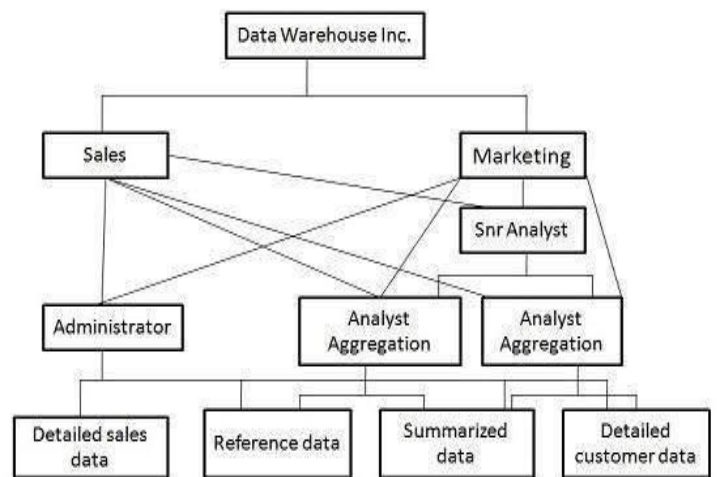 Data Warehouse Inc.
Sales
Marketing
Snr Analyst
Administrator
Analyst
Aggregation
Analyst
Aggregation
Detailed sales
data
Reference data
Summarized
data
Detailed
customer data